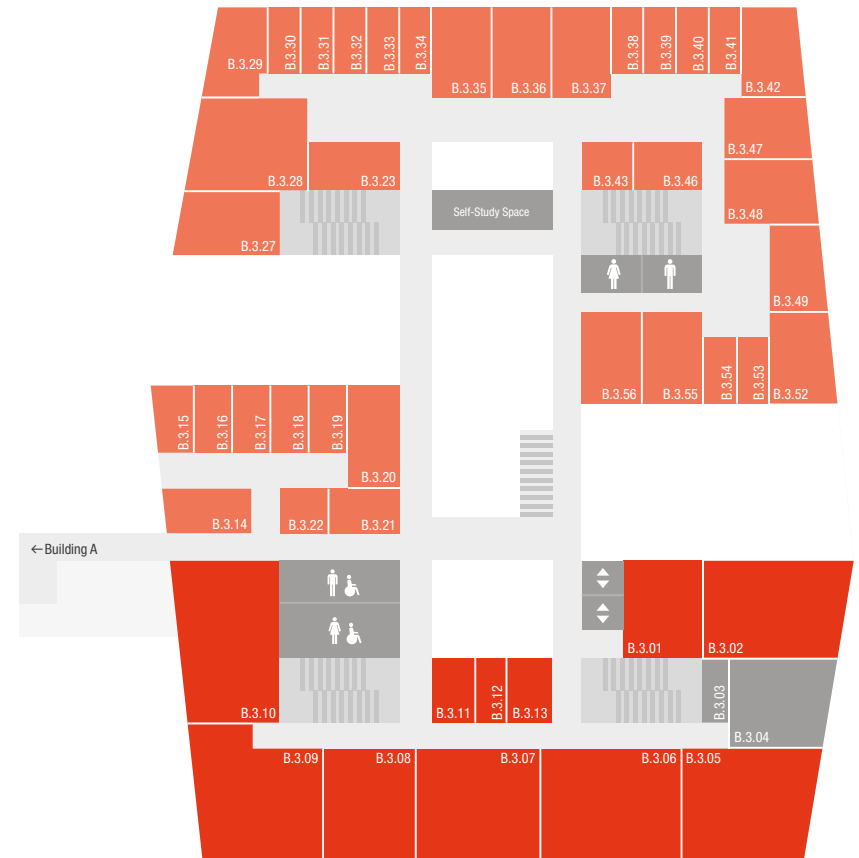 B.3.29
B.3.30
B.3.31
B.3.32
B.3.33
B.3.34
B.3.35
B.3.36
B.3.37
B.3.38
B.3.39
B.3.40
B.3.41
B.3.42
B.3.28
B.3.23
B.3.43
B.3.46
B.3.47
B.3.48
Self-Study Space
B.3.27
B.3.49
B.3.56
B.3.55
B.3.54
B.3.53
B.3.52
B.3.15
B.3.16
B.3.17
B.3.18
B.3.19
B.3.20
B.3.14
B.3.22
B.3.21
←Building A
B.3.01
B.3.02
B.3.10
B.3.11
B.3.12
B.3.13
B.3.03
B.3.04
B.3.09
B.3.08
B.3.07
B.3.06
B.3.05